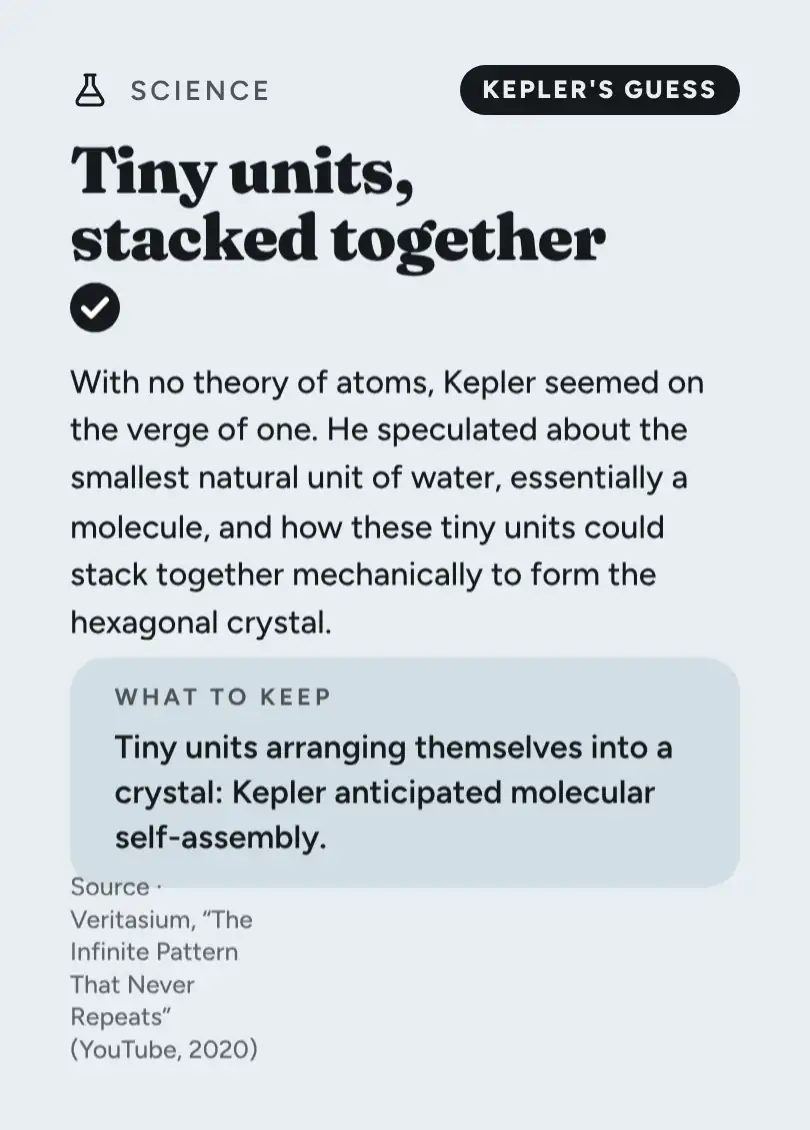 SCIENCE
KEPLER'S GUESS
Tiny units,
stacked together
With no theory of atoms, Kepler seemed on
the verge of one. He speculated about the
smallest natural unit of water, essentially a
molecule, and how these tiny units could
stack together mechanically to form the
hexagonal crystal.
WHAT TO KEEP
Tiny units arranging themselves into a
crystal: Kepler anticipated molecular
self-assembly.
Source ·
Veritasium, “The
Infinite Pattern
That Never
Repeats”
(YouTube, 2020)